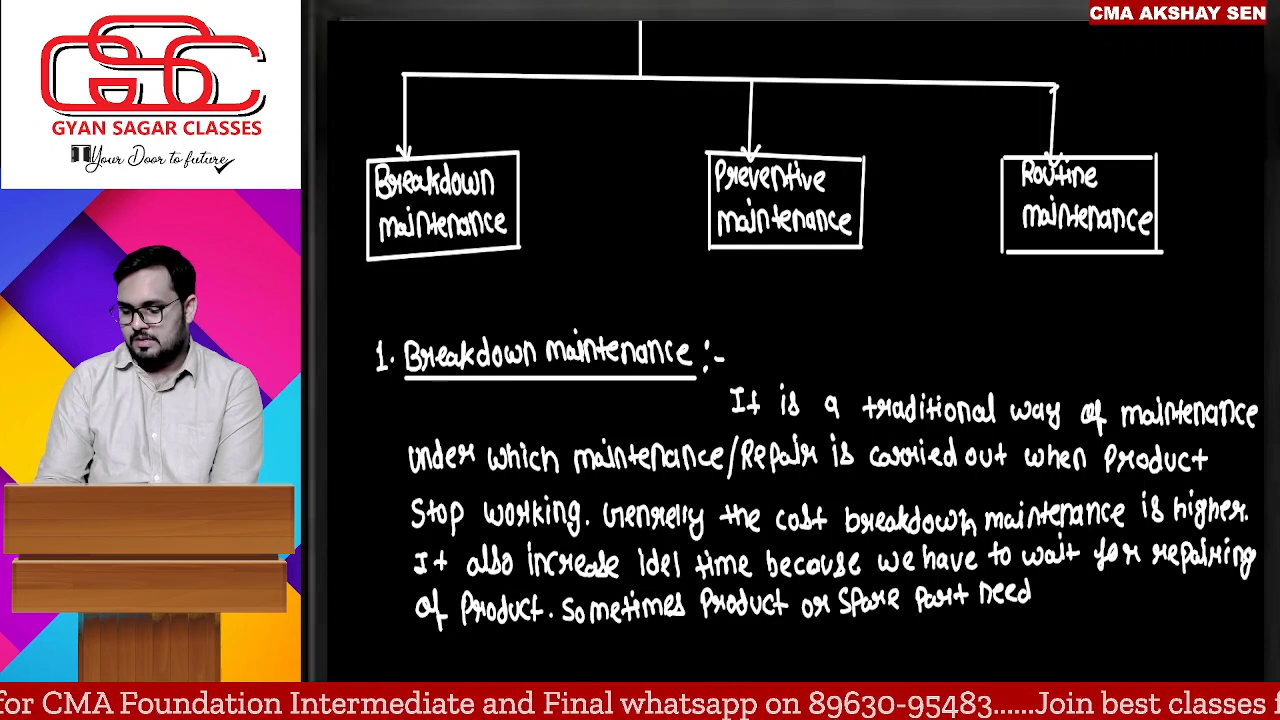 CMA AKSHAY SEN
GSC
GYAN SAGAR CLASSES
Your Door to future
Breakdown
maintenance
Preventive
maintenance
Routine
maintenance
1. Breakdown maintenance :-
It is a traditional way of maintenance
under which maintenance/Repair is carried out when Product
Stop working. Genrelly the cost breakdown maintenance is higher.
It also increase idel time because we have to wait for repairing
of Product. Sometimes Product or Spare part need
for CMA Foundation Intermediate and Final whatsapp on 89630-95483......Join best classes f